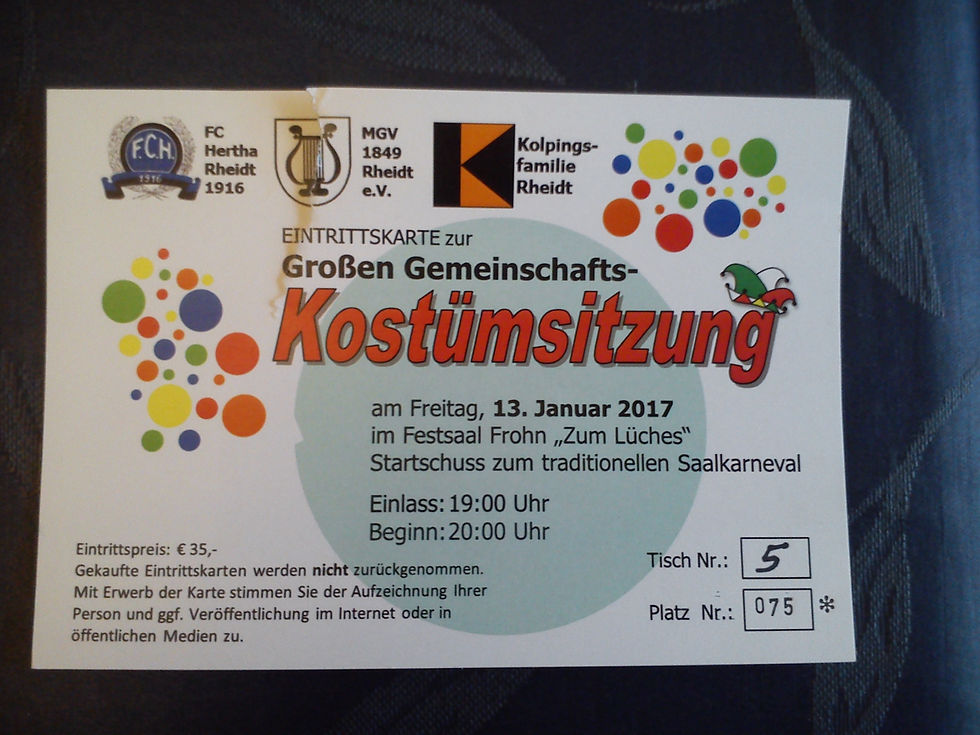 F.C.H.
1916
FC
Hertha
Rheidt
1916
MGV
1849
Rheidt
e.V.
Kolpings-
familie
Rheidt
EINTRITTSKARTE zur
Großen Gemeinschafts-
Kostümsitzung
am Freitag, 13. Januar 2017
im Festsaal Frohn „Zum Lüches“
Startschuss zum traditionellen Saalkarneval
Einlass: 19:00 Uhr
Beginn: 20:00 Uhr
Eintrittspreis: € 35,-
Gekaufte Eintrittskarten werden nicht zurückgenommen.
Mit Erwerb der Karte stimmen Sie der Aufzeichnung Ihrer
Person und ggf. Veröffentlichung im Internet oder in
öffentlichen Medien zu.
Tisch Nr.: 5
Platz Nr.: 075 *